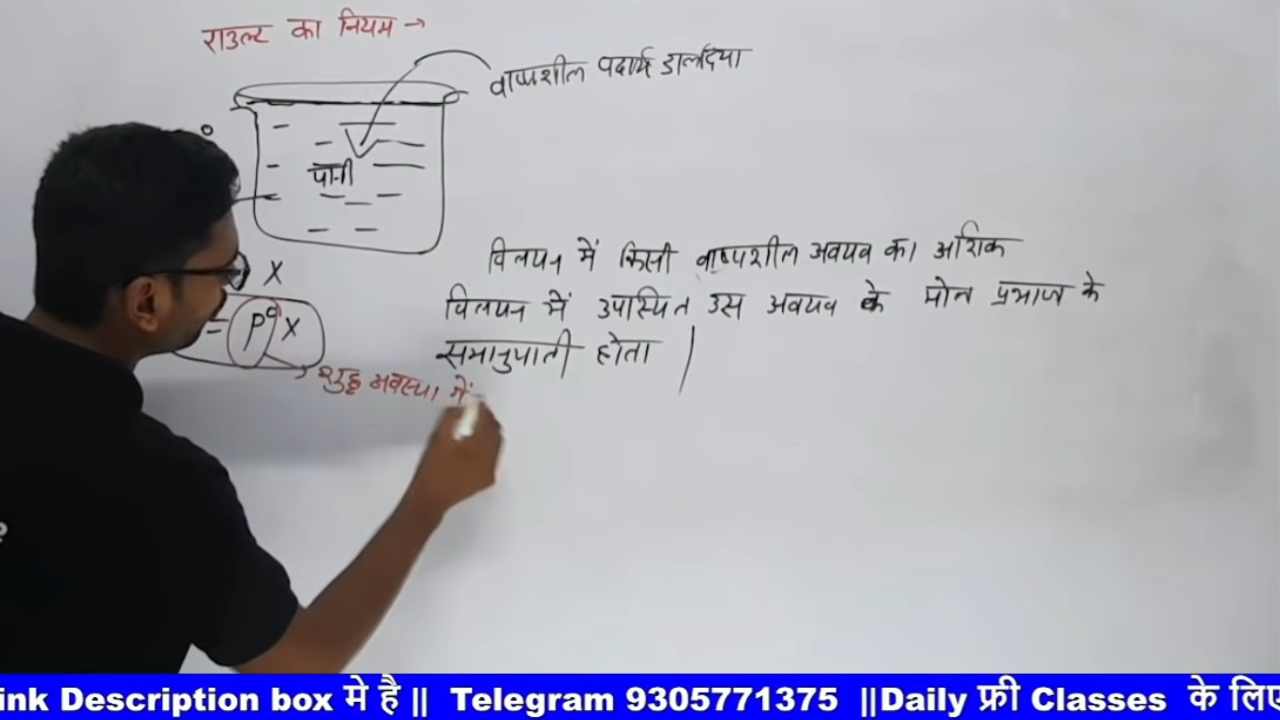 राउल्ट का नियम →
वाष्पशील पदार्थ डाल दिया
पानी
विलयन में किसी वाष्पशील अवयव का आंशिक
विलयन में उपस्थित उस अवयव के मोल प्रभाज के
समानुपाती होता |
X
= P° X
शुद्ध अवस्था में
ink Description box मे है || Telegram 9305771375 ||Daily फ्री Classes के लिए